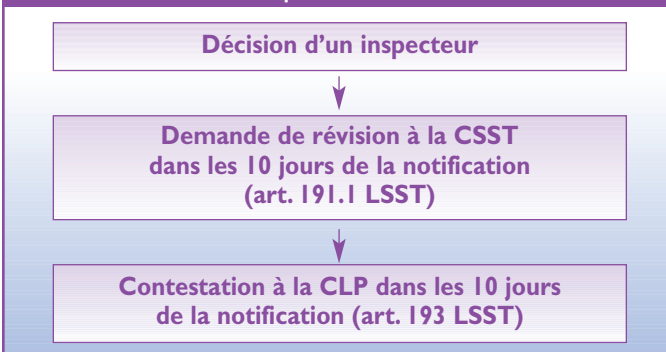 Décision d'un inspecteur
Demande de révision à la CSST
dans les 10 jours de la notification
(art. 191.1 LSST)
Contestation à la CLP dans les 10 jours
de la notification (art. 193 LSST)